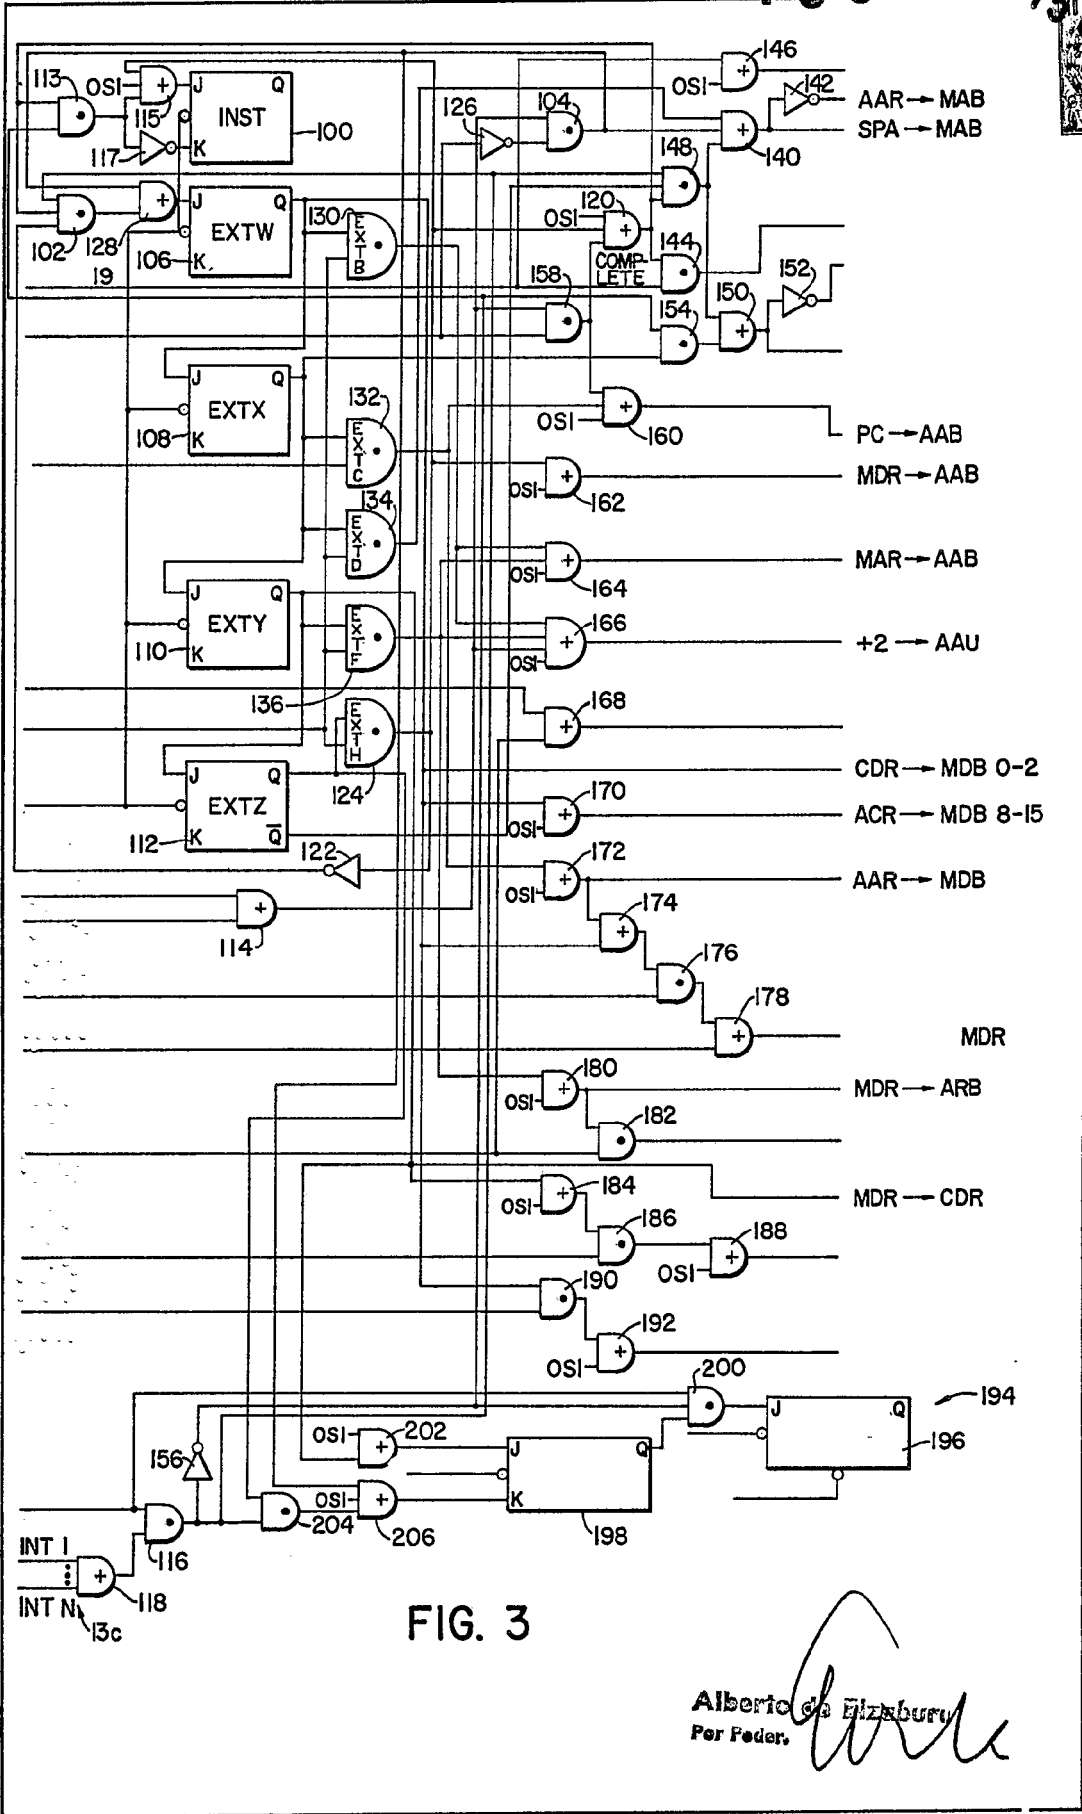 146
113
OSI
J
Q
INST
100
115
117
K
126
104
OSI
142
AAR → MAB
SPA → MAB
140
148
J
Q
EXTW
106
K
102
128
19
130
E
X
T
B
120
OSI
COMP-
LETE
144
152
158
154
150
J
Q
EXTX
108
K
132
E
X
T
C
OSI
160
PC → AAB
134
E
X
T
D
OSI
162
MDR → AAB
J
Q
EXTY
110
K
136
E
X
T
F
OSI
164
MAR → AAB
166
OSI
+2 → AAU
E
X
T
H
124
168
J
Q
EXTZ
112
K
Q̅
CDR → MDB 0-2
170
OSI
ACR → MDB 8-15
122
172
OSI
AAR → MDB
114
174
176
178
MDR
180
OSI
MDR → ARB
182
184
OSI
MDR → CDR
186
188
OSI
190
192
OSI
200
J
Q
194
196
OSI
202
J
Q
156
OSI
K
204
206
198
INT 1
116
118
INT N
13c
FIG. 3
Alberto de Elzaburu
Por Poder.